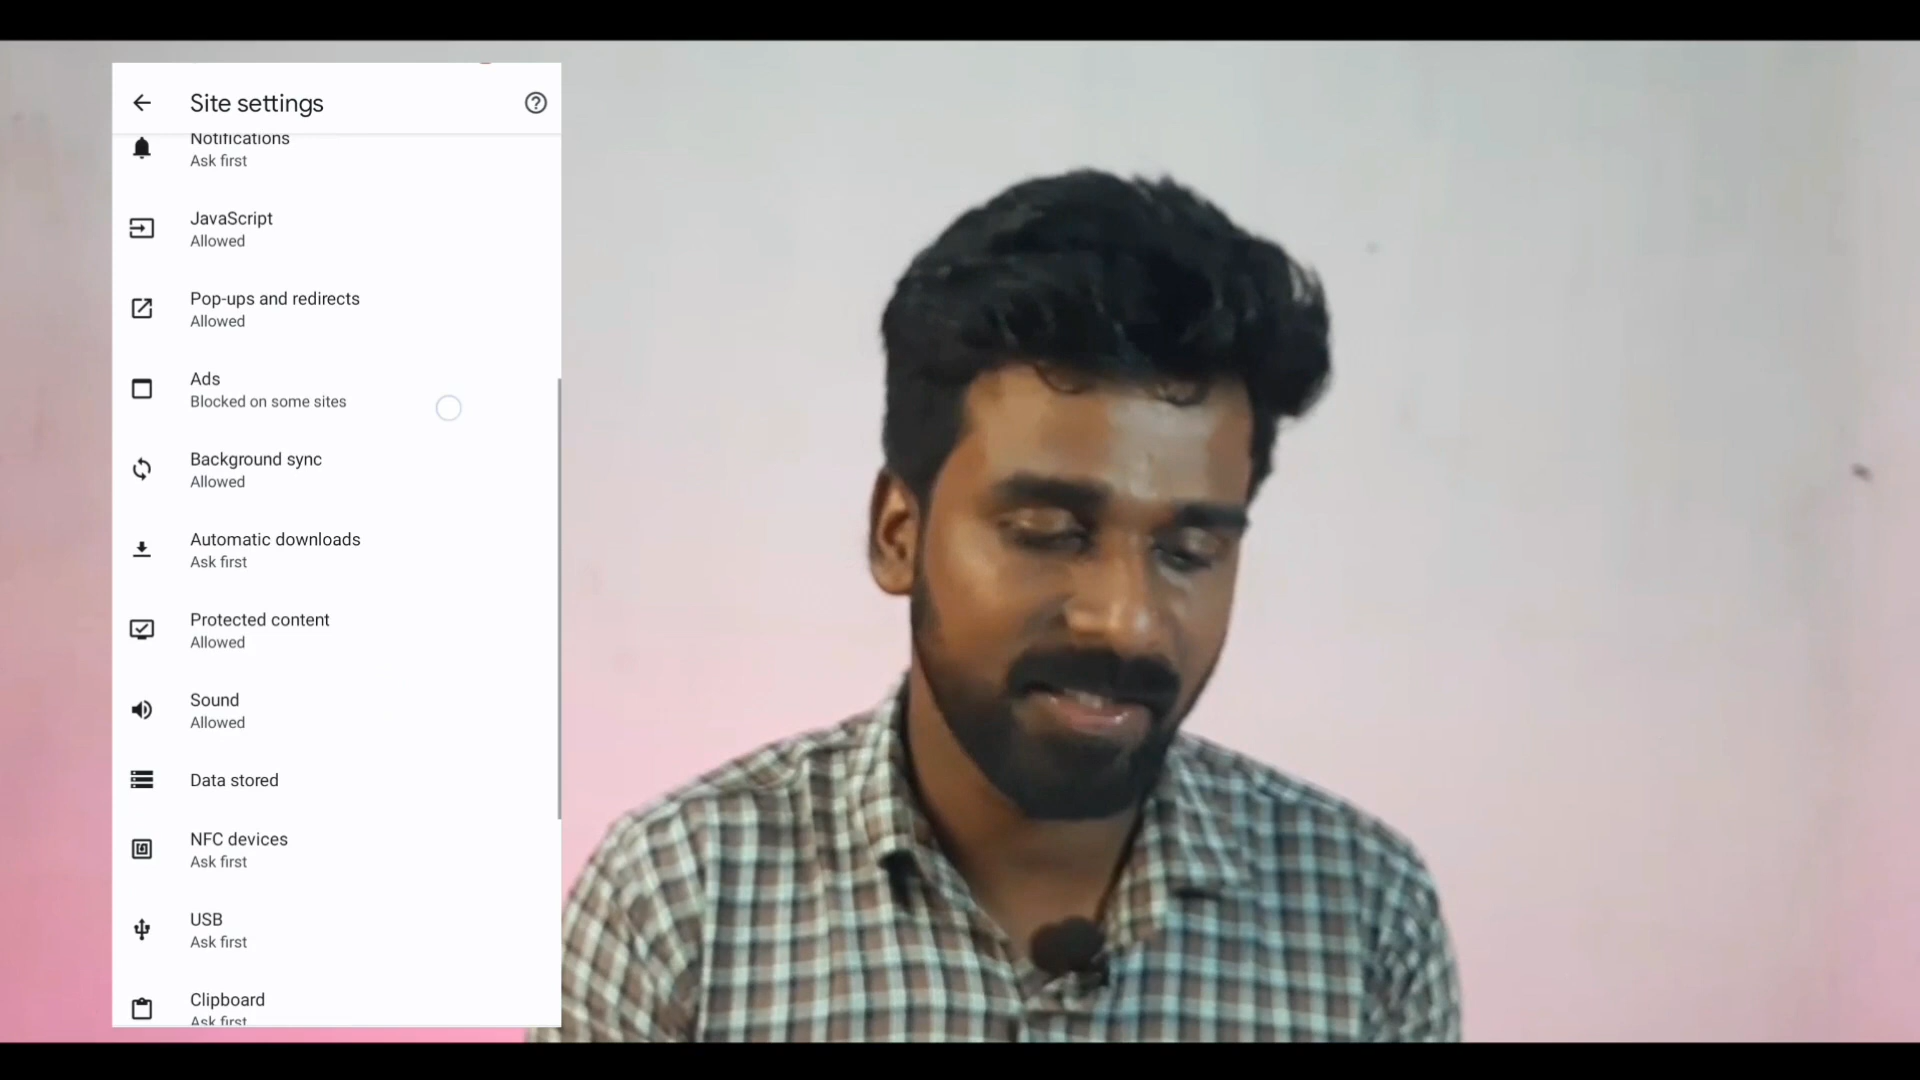 Site settings
Notifications
Ask first
JavaScript
Allowed
Pop-ups and redirects
Allowed
Ads
Blocked on some sites
Background sync
Allowed
Automatic downloads
Ask first
Protected content
Allowed
Sound
Allowed
Data stored
NFC devices
Ask first
USB
Ask first
Clipboard
Ask first